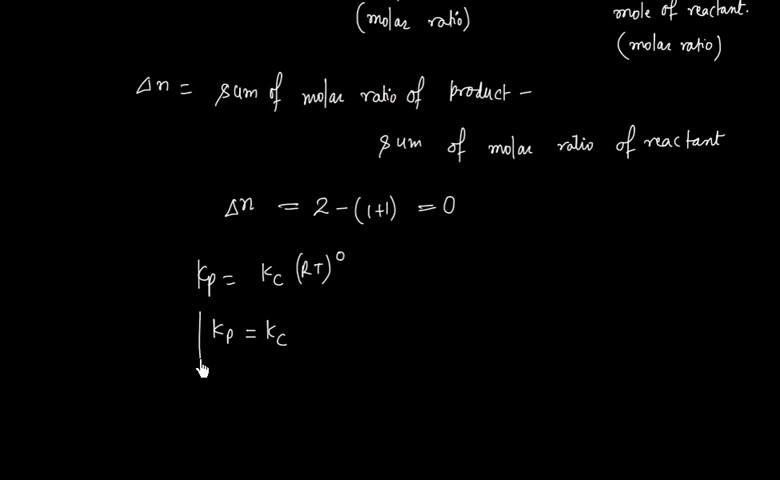 (molar ratio)
mole of reactant.
(molar ratio)
Δn = sum of molar ratio of product -
sum of molar ratio of reactant
Δn = 2 - (1+1) = 0
Kp = Kc (RT)⁰
Kp = Kc